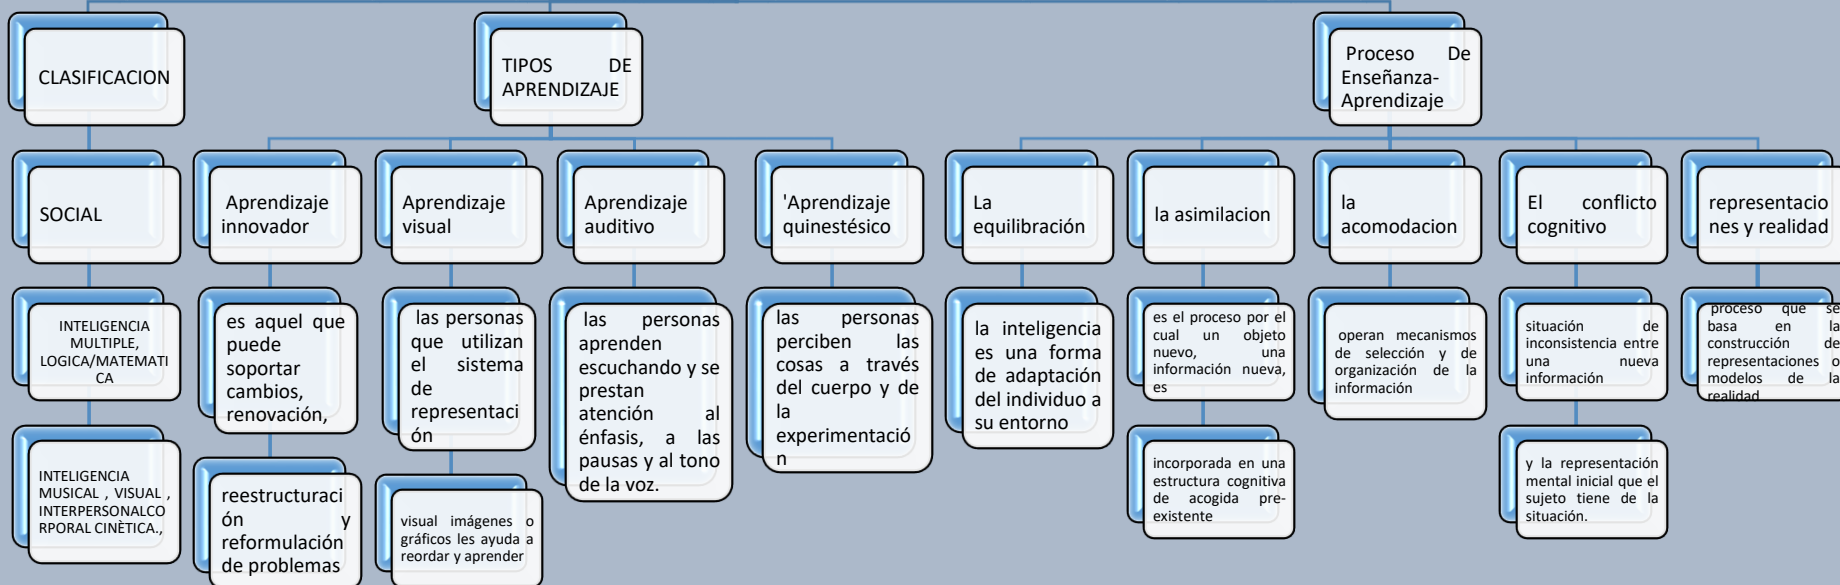 CLASIFICACION
TIPOS DE
APRENDIZAJE
Proceso De
Enseñanza-
Aprendizaje
SOCIAL
Aprendizaje
innovador
Aprendizaje
visual
Aprendizaje
auditivo
'Aprendizaje
quinestésico
La
equilibración
la asimilacion
la
acomodacion
El conflicto
cognitivo
representacio
nes y realidad
INTELIGENCIA
MULTIPLE,
LOGICA/MATEMATI
CA
es aquel que
puede
soportar
cambios,
renovación,
las personas
que utilizan
el sistema
de
representaci
ón
las personas
aprenden
escuchando y se
prestan
atención al
énfasis, a las
pausas y al tono
de la voz.
las personas
perciben las
cosas a través
del cuerpo y de
la
experimentació
n
la inteligencia
es una forma
de adaptación
del individuo a
su entorno
es el proceso por el
cual un objeto
nuevo, una
información nueva,
es
operan mecanismos
de selección y de
organización de la
información
situación de
inconsistencia entre
una nueva
información
proceso que se
basa en la
construcción de
representaciones o
modelos de la
realidad
INTELIGENCIA
MUSICAL , VISUAL ,
INTERPERSONALCO
RPORAL CINÈTICA.,
reestructuraci
ón y
reformulación
de problemas
visual imágenes o
gráficos les ayuda a
reordar y aprender
incorporada en una
estructura cognitiva
de acogida pre-
existente
y la representación
mental inicial que el
sujeto tiene de la
situación.